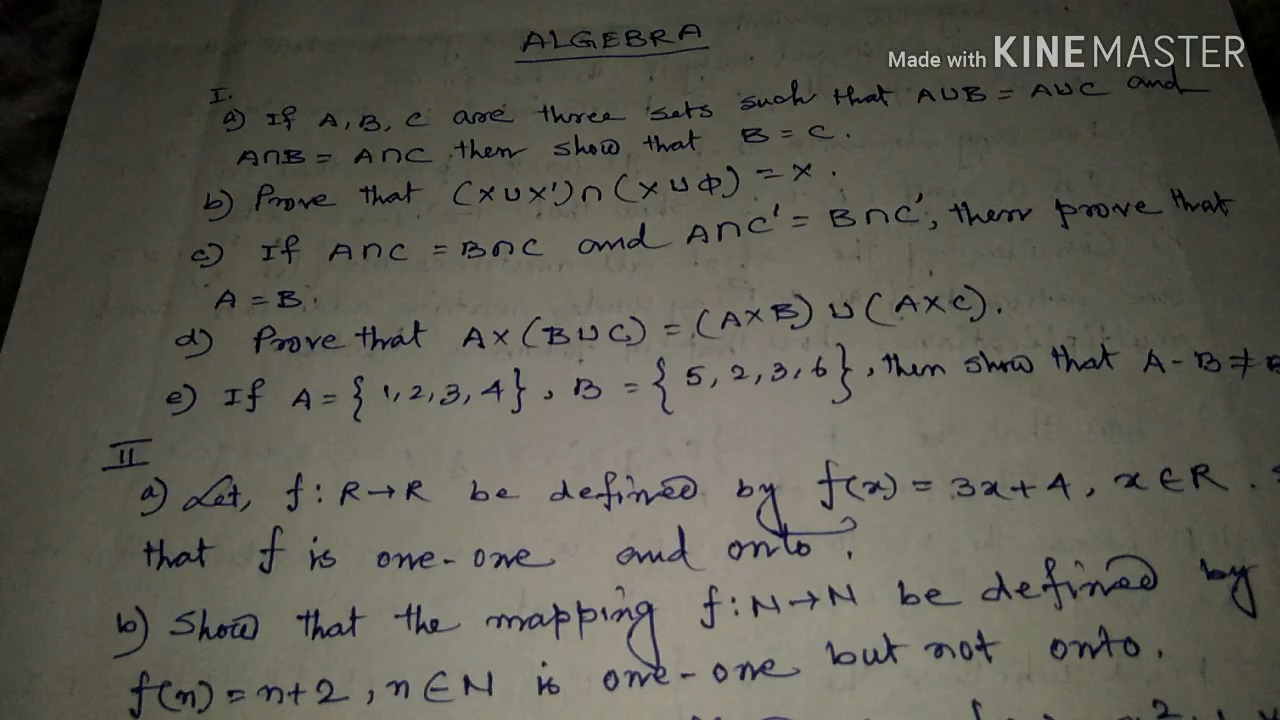 ALGEBRA
Made with KINEMASTER
I.
a) If A, B, C are three sets such that A∪B = A∪C and
A∩B = A∩C then show that B = C.
b) Prove that (X∪X')∩(X∪Φ) = X.
c) If A∩C = B∩C and A∩C' = B∩C', then prove that
A = B.
d) Prove that A×(B∪C) = (A×B)∪(A×C).
e) If A = {1,2,3,4}, B = {5,2,3,6}, then show that A-B≠
II
a) Let, f: R→R be defined by f(x) = 3x+4, x∈R.
that f is one-one and onto.
b) Show that the mapping f: N→N be defined by
f(n) = n+2, n∈N is one-one but not onto.